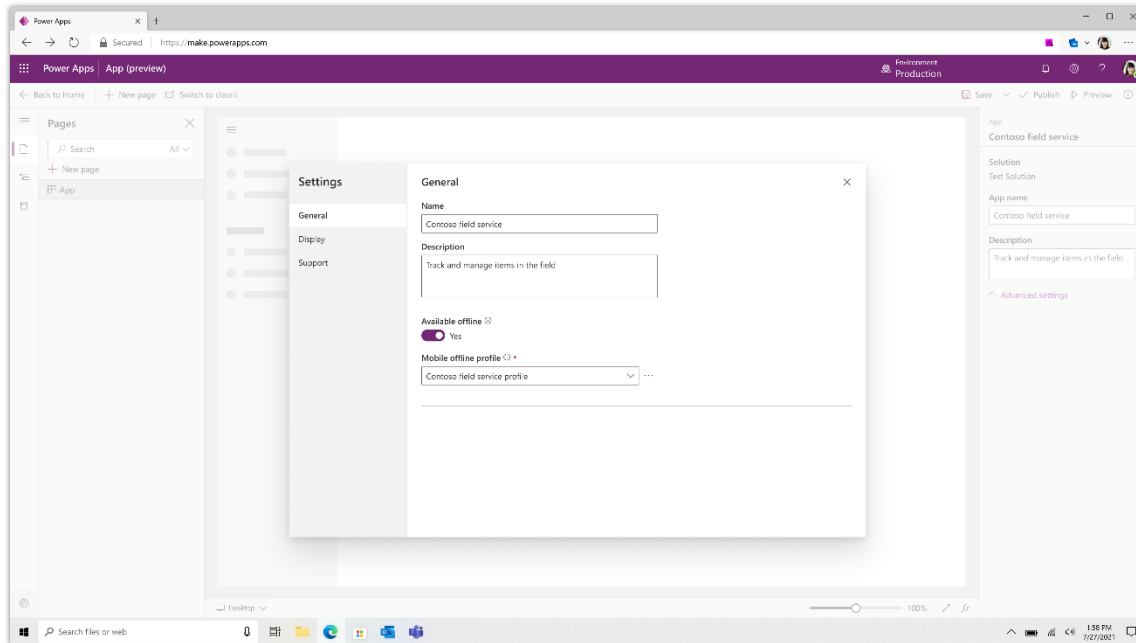 Power Apps
Secured https://make.powerapps.com
Power Apps App (preview)
Environment
Production
Back to Home New page Switch to classic
Save Publish Preview
Pages
Search All
New page
App
Settings
General
Display
Support
General
Name
Contoso field service
Description
Track and manage items in the field
Available offline
Yes
Mobile offline profile *
Contoso field service profile
App
Contoso field service
Solution
Test Solution
App name
Contoso field service
Description
Track and manage items in the field.
Advanced settings
Desktop
100%
fx
Search files or web
1:58 PM
7/27/2021